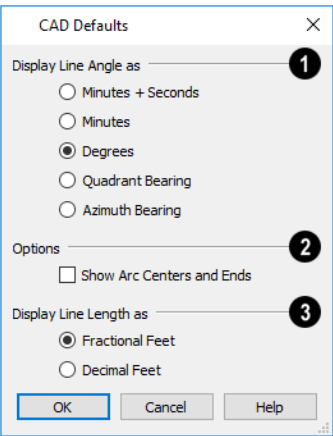 CAD Defaults
Display Line Angle as 1
Minutes + Seconds
Minutes
Degrees
Quadrant Bearing
Azimuth Bearing
Options 2
Show Arc Centers and Ends
Display Line Length as 3
Fractional Feet
Decimal Feet
OK Cancel Help